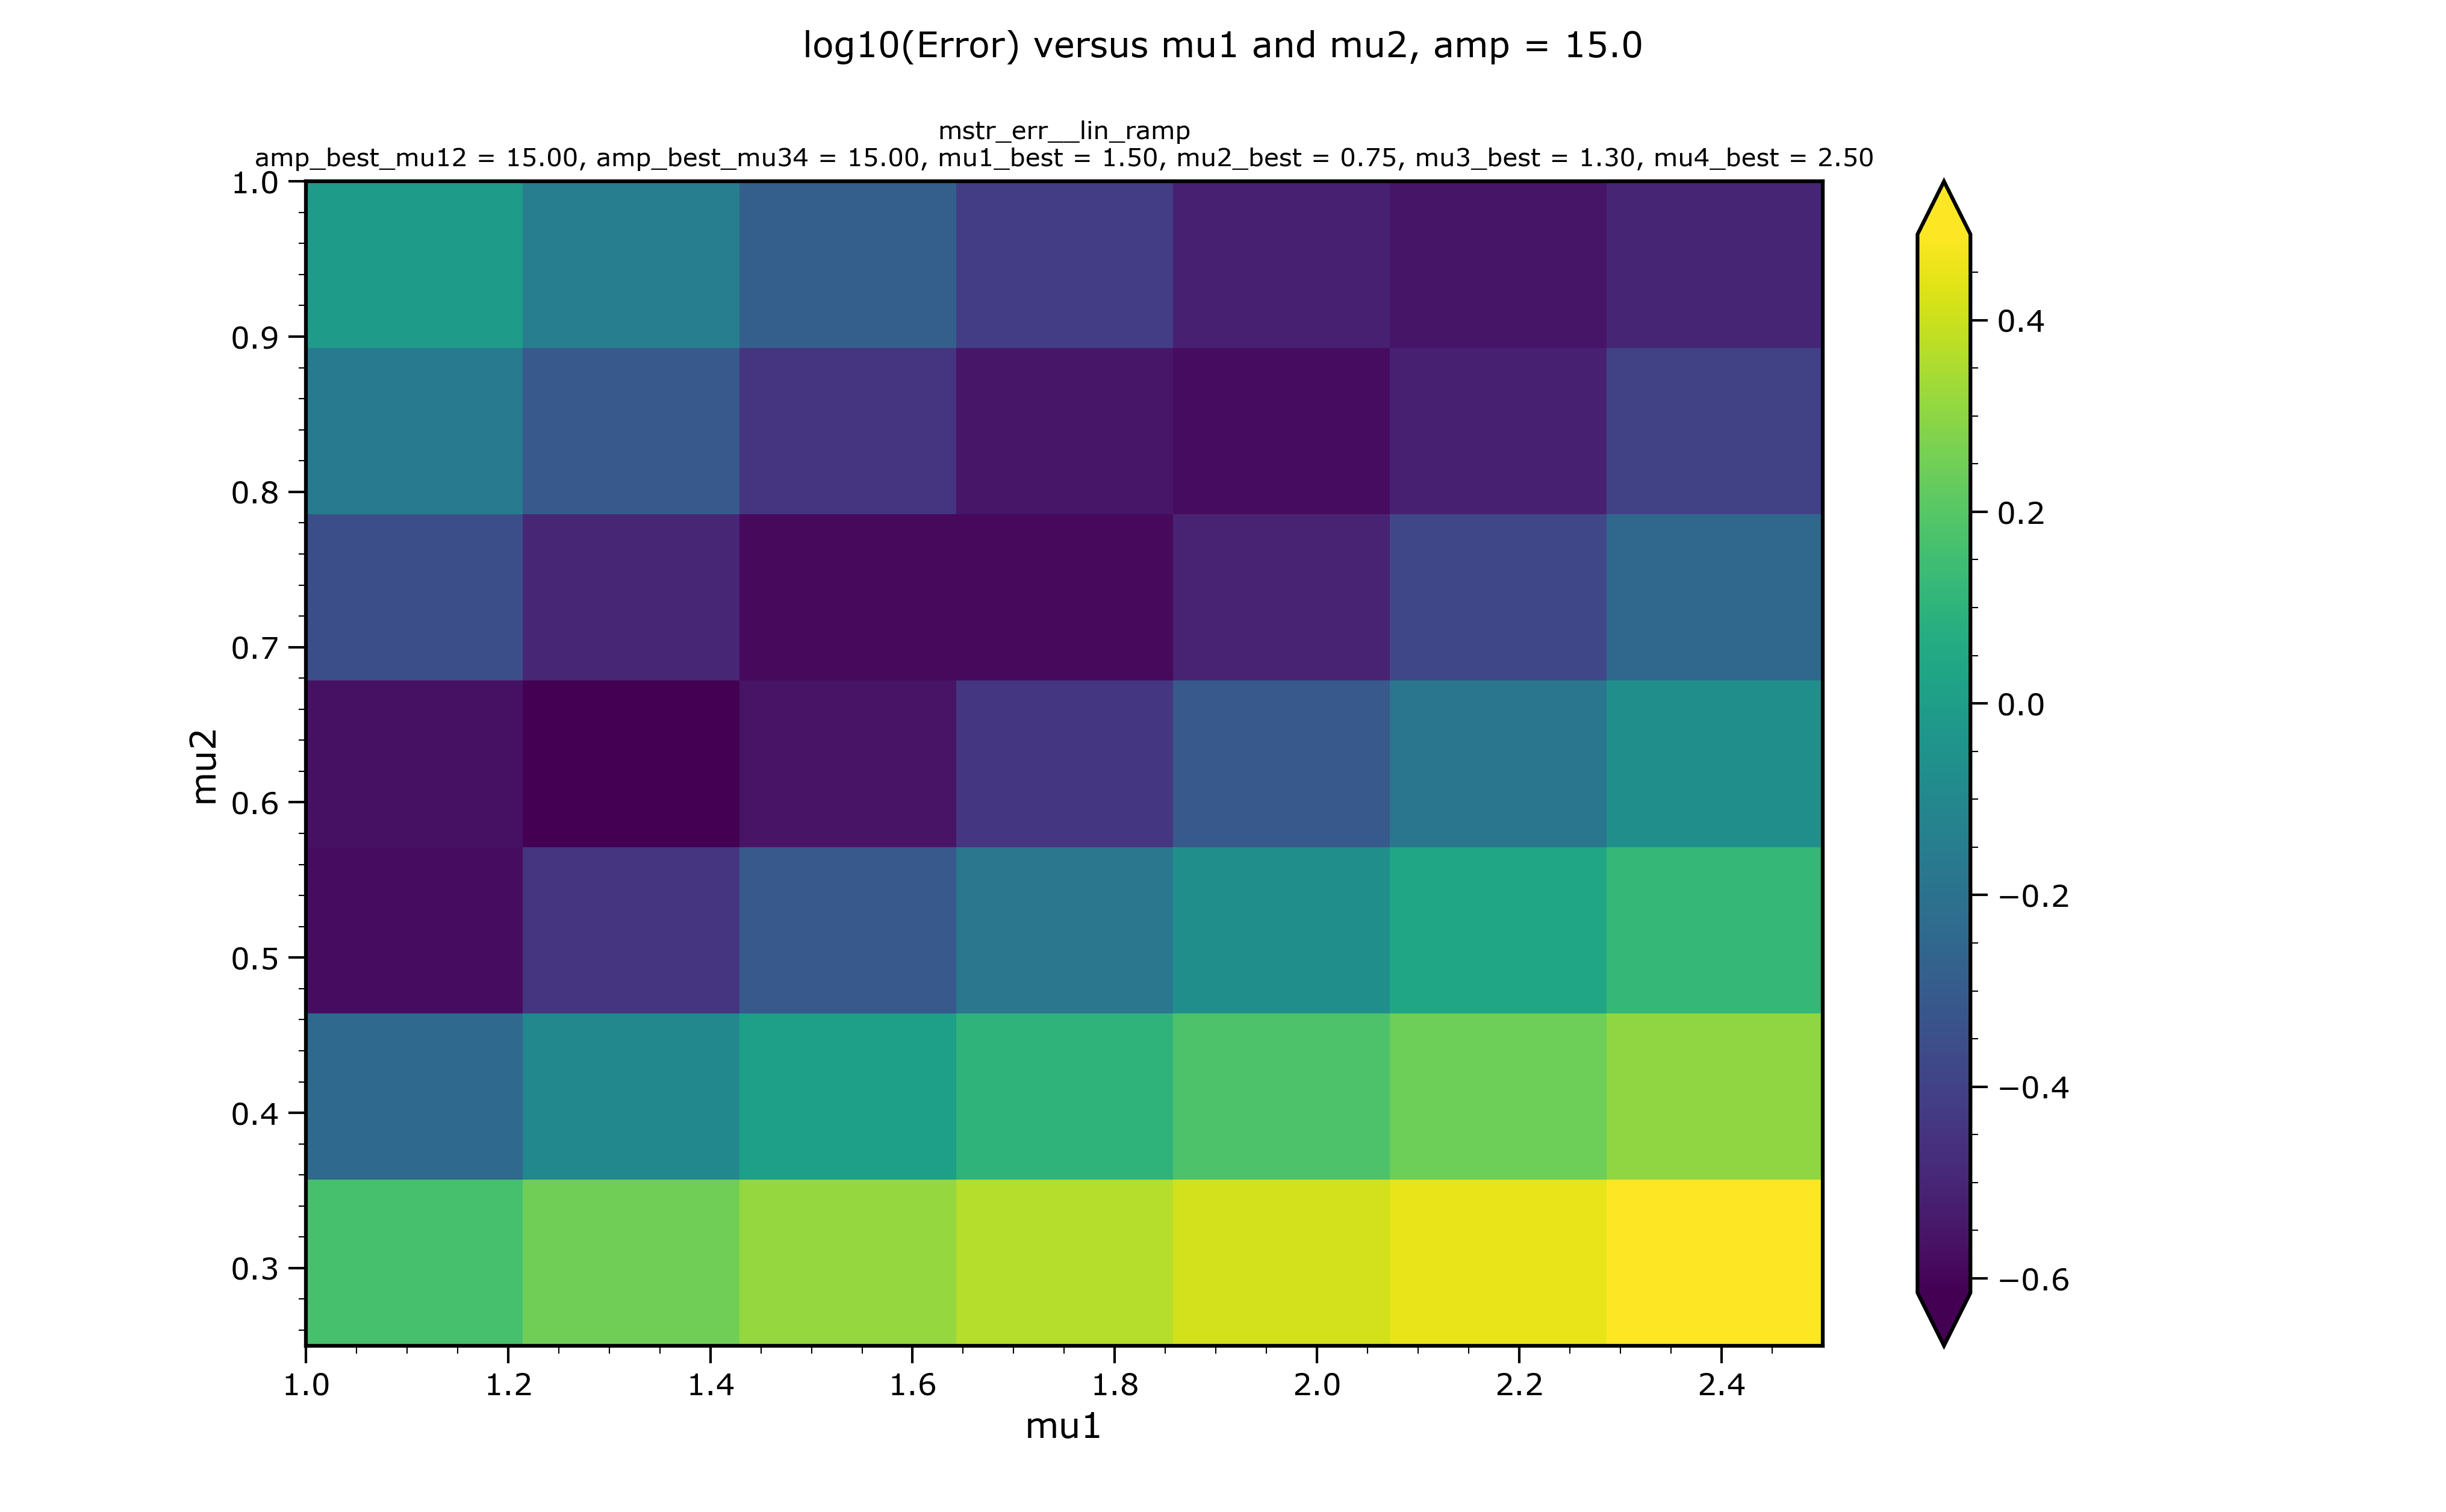 log10(Error) versus mu1 and mu2, amp = 15.0
mstr_err__lin_ramp
amp_best_mu12 = 15.00, amp_best_mu34 = 15.00, mu1_best = 1.50, mu2_best = 0.75, mu3_best = 1.30, mu4_best = 2.50
1.0
0.9
0.8
0.7
0.6
0.5
0.4
0.3
mu2
1.0 1.2 1.4 1.6 1.8 2.0 2.2 2.4
mu1
0.4
0.2
0.0
−0.2
−0.4
−0.6